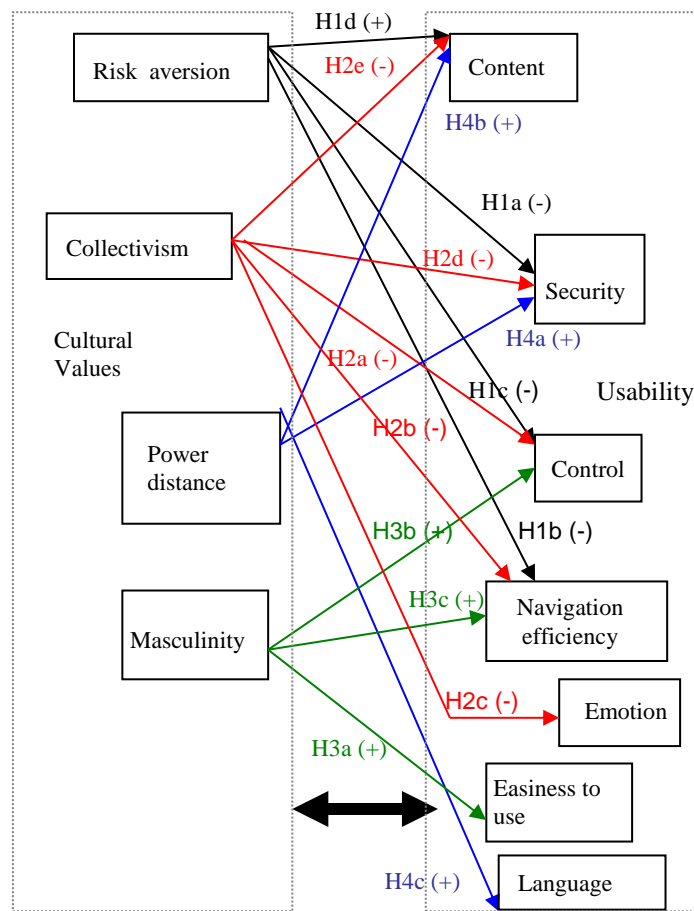 H1d (+)
Risk aversion
H2e (-)
Content
H4b (+)
H1a (-)
Collectivism
H2d (-)
Security
Cultural
Values
H4a (+)
H2a (-)
H1c (-)
Usability
H2b (-)
Power
distance
Control
H3b (+)
H1b (-)
H3c (+)
Navigation
efficiency
Masculinity
H2c (-)
Emotion
H3a (+)
Easiness to
use
H4c (+)
Language